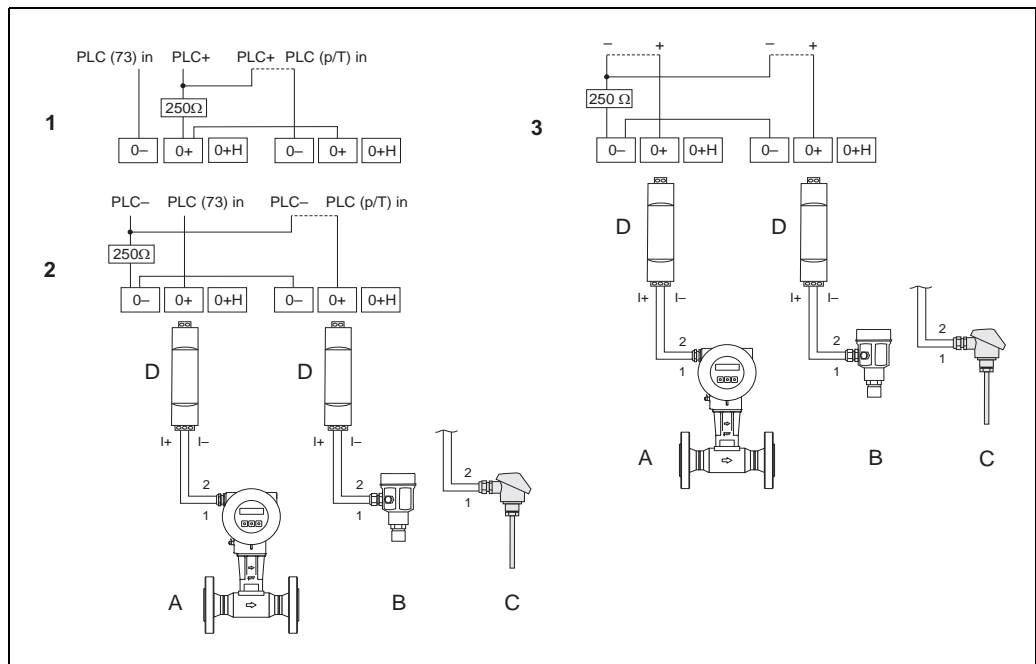 PLC (73) in PLC+ PLC+ PLC (p/T) in
250Ω
1
0– 0+ 0+H 0– 0+ 0+H
PLC– PLC (73) in PLC– PLC (p/T) in
250Ω
2
0– 0+ 0+H 0– 0+ 0+H
D D
I+ I– I+ I–
2 2 2
1 1 1
A B C
– + – +
250 Ω
3
0– 0+ 0+H 0– 0+ 0+H
D D
I+ I– I+ I–
2 2 2
1 1 1
A B C